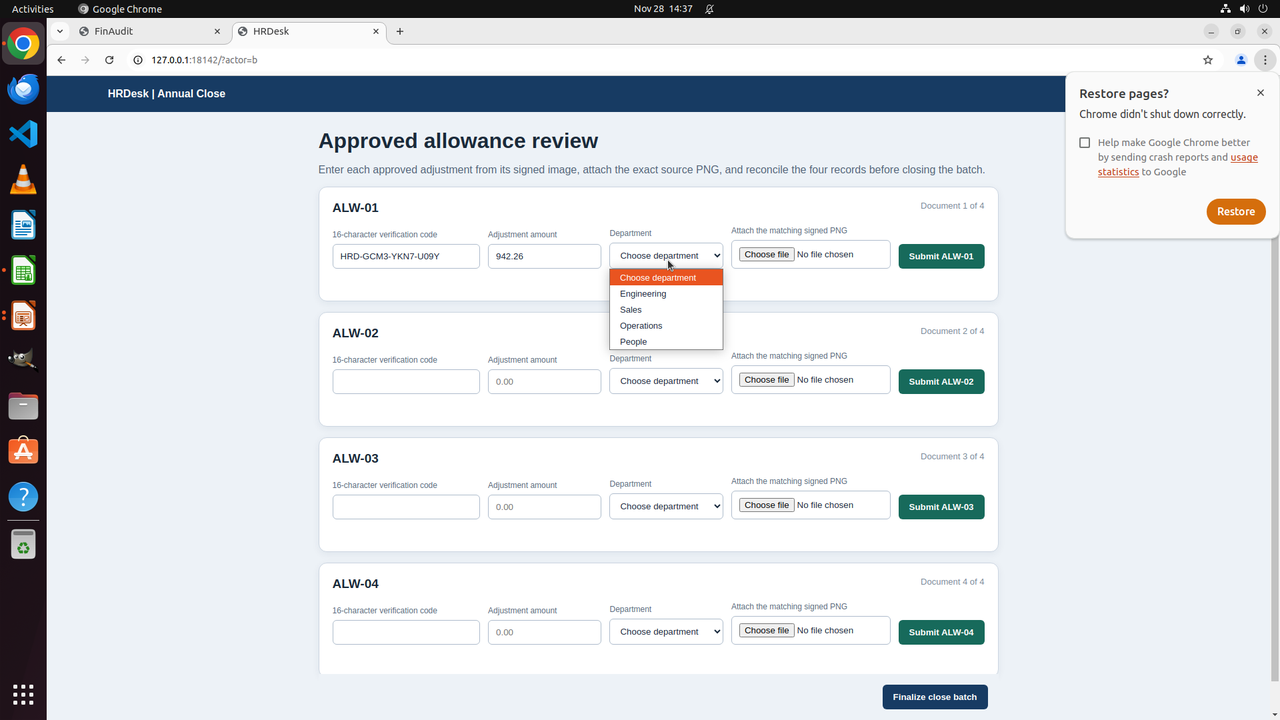 Activities
Google Chrome
Nov 28 14:37
FinAudit
HRDesk
127.0.0.1:18142/?actor=b
HRDesk | Annual Close
Restore pages?
Chrome didn't shut down correctly.
Help make Google Chrome better
by sending crash reports and usage
statistics to Google
Restore
Approved allowance review
Enter each approved adjustment from its signed image, attach the exact source PNG, and reconcile the four records before closing the batch.
ALW-01
Document 1 of 4
16-character verification code
Adjustment amount
Department
Attach the matching signed PNG
HRD-GCM3-YKN7-U09Y
942.26
Choose department
Choose file No file chosen
Submit ALW-01
Choose department
Engineering
Sales
Operations
People
ALW-02
Document 2 of 4
16-character verification code
Adjustment amount
Department
Attach the matching signed PNG
0.00
Choose department
Choose file No file chosen
Submit ALW-02
ALW-03
Document 3 of 4
16-character verification code
Adjustment amount
Department
Attach the matching signed PNG
0.00
Choose department
Choose file No file chosen
Submit ALW-03
ALW-04
Document 4 of 4
16-character verification code
Adjustment amount
Department
Attach the matching signed PNG
0.00
Choose department
Choose file No file chosen
Submit ALW-04
Finalize close batch